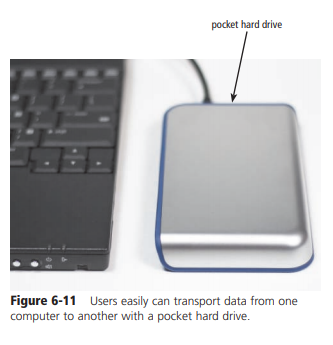 pocket hard drive
Figure 6-11 Users easily can transport data from one
computer to another with a pocket hard drive.